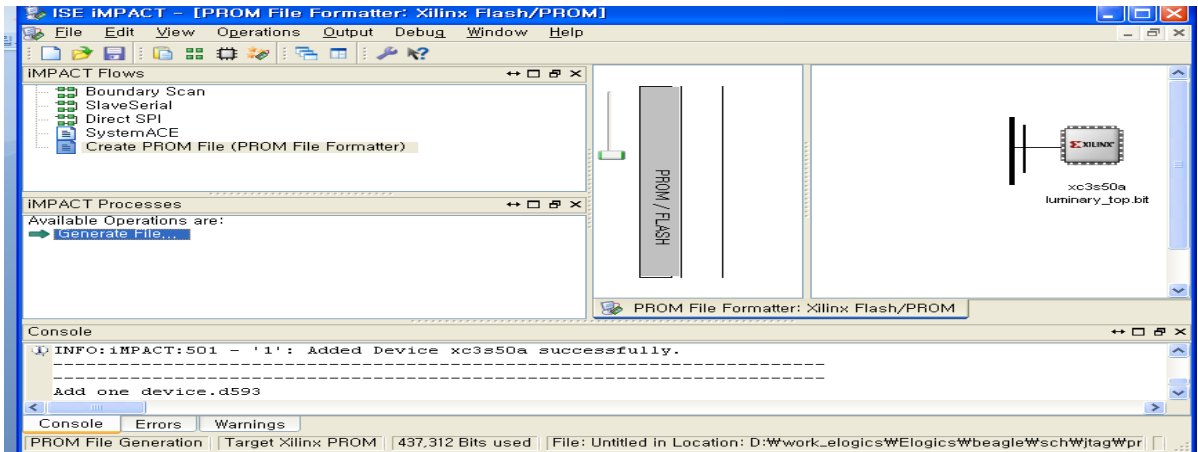 ISE iMPACT - [PROM File Formatter: Xilinx Flash/PROM]
File Edit View Operations Output Debug Window Help
iMPACT Flows
Boundary Scan
SlaveSerial
Direct SPI
SystemACE
Create PROM File (PROM File Formatter)
iMPACT Processes
Available Operations are:
Generate File...
PROM / FLASH
XILINX
xc3s50a
luminary_top.bit
PROM File Formatter: Xilinx Flash/PROM
Console
INFO:iMPACT:501 - '1': Added Device xc3s50a successfully.
----------------------------------------------------------------------
----------------------------------------------------------------------
Add one device.d593
Console Errors Warnings
PROM File Generation Target Xilinx PROM 437,312 Bits used File: Untitled in Location: D:₩work_elogics₩Elogics₩beagle₩sch₩jtag₩pr